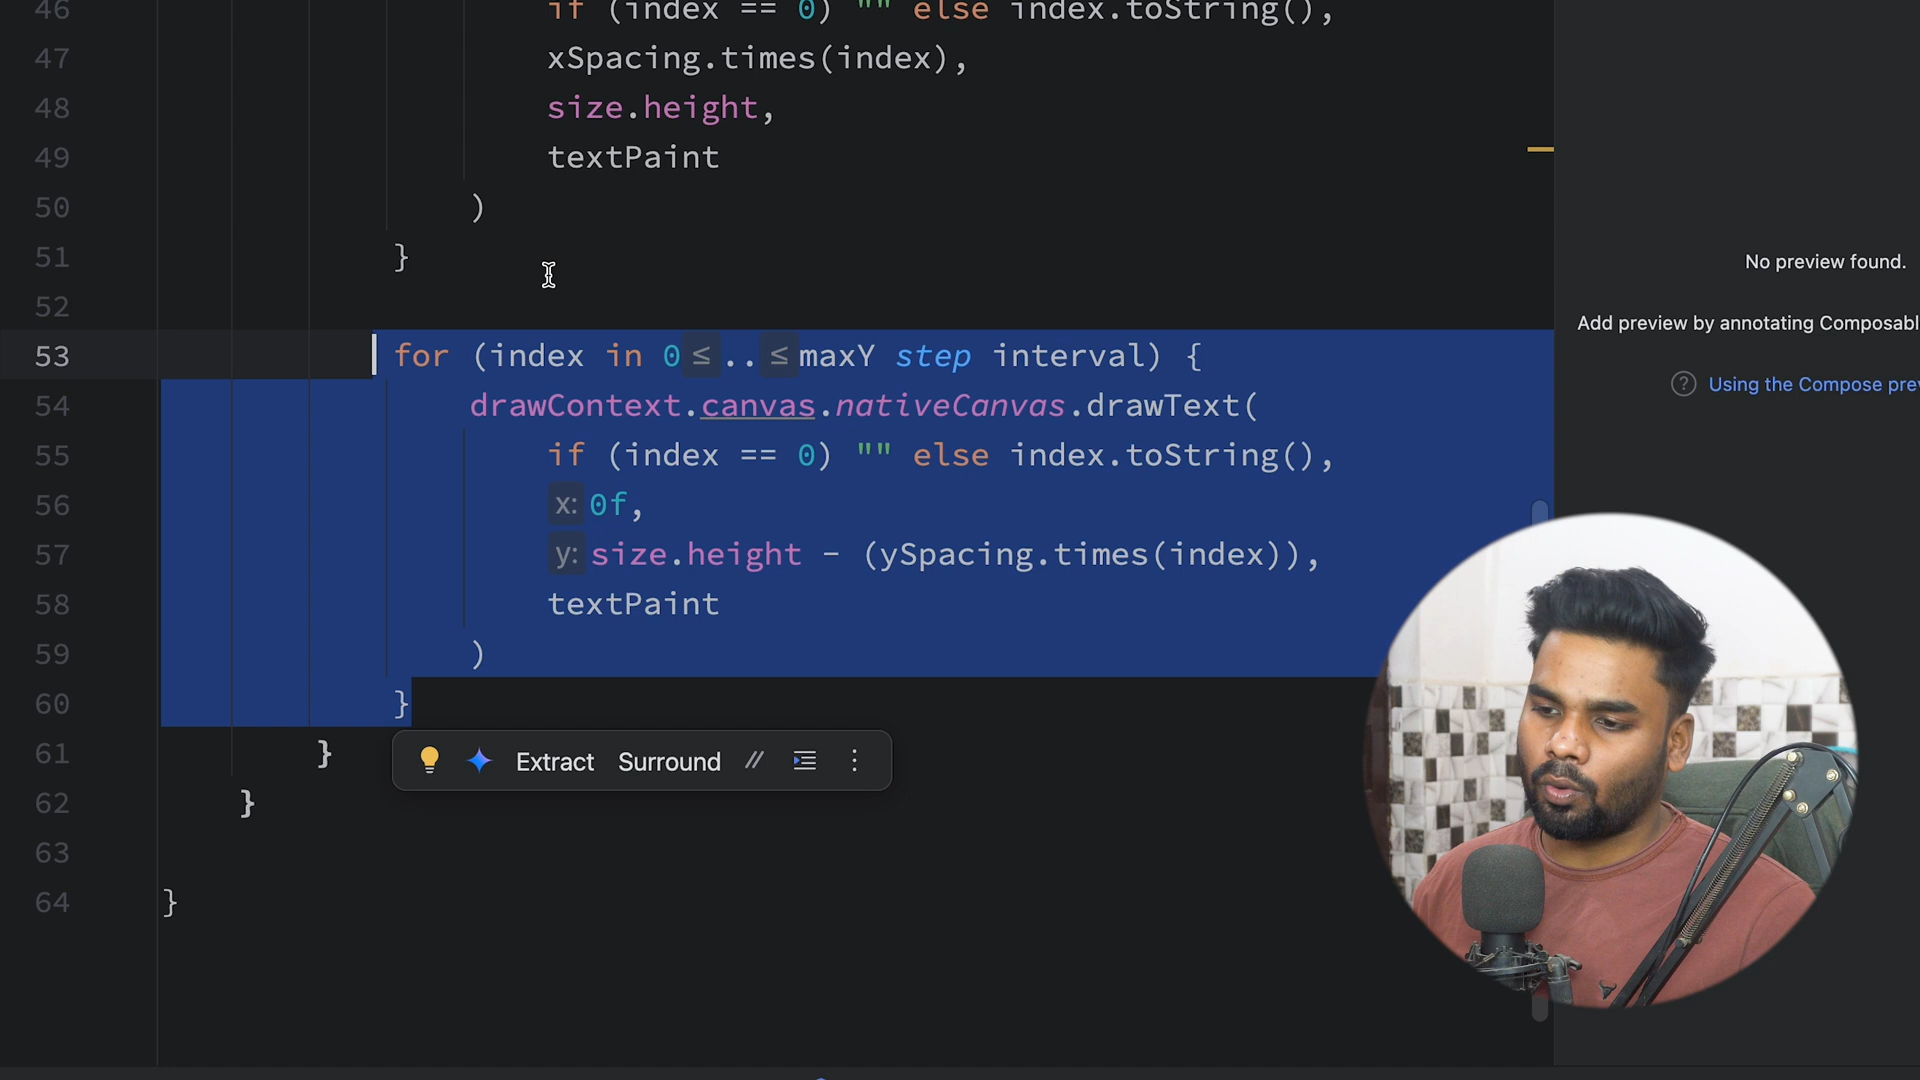 46 if (index == 0) "" else index.toString(),
47 xSpacing.times(index),
48 size.height,
49 textPaint
50 )
51 }
52
53 for (index in 0 ≤ .. ≤ maxY step interval) {
54 drawContext.canvas.nativeCanvas.drawText(
55 if (index == 0) "" else index.toString(),
56 x: 0f,
57 y: size.height - (ySpacing.times(index)),
58 textPaint
59 )
60 }
61 }
Extract Surround //
62 }
63
64 }
No preview found.
Add preview by annotating Composabl
? Using the Compose pre